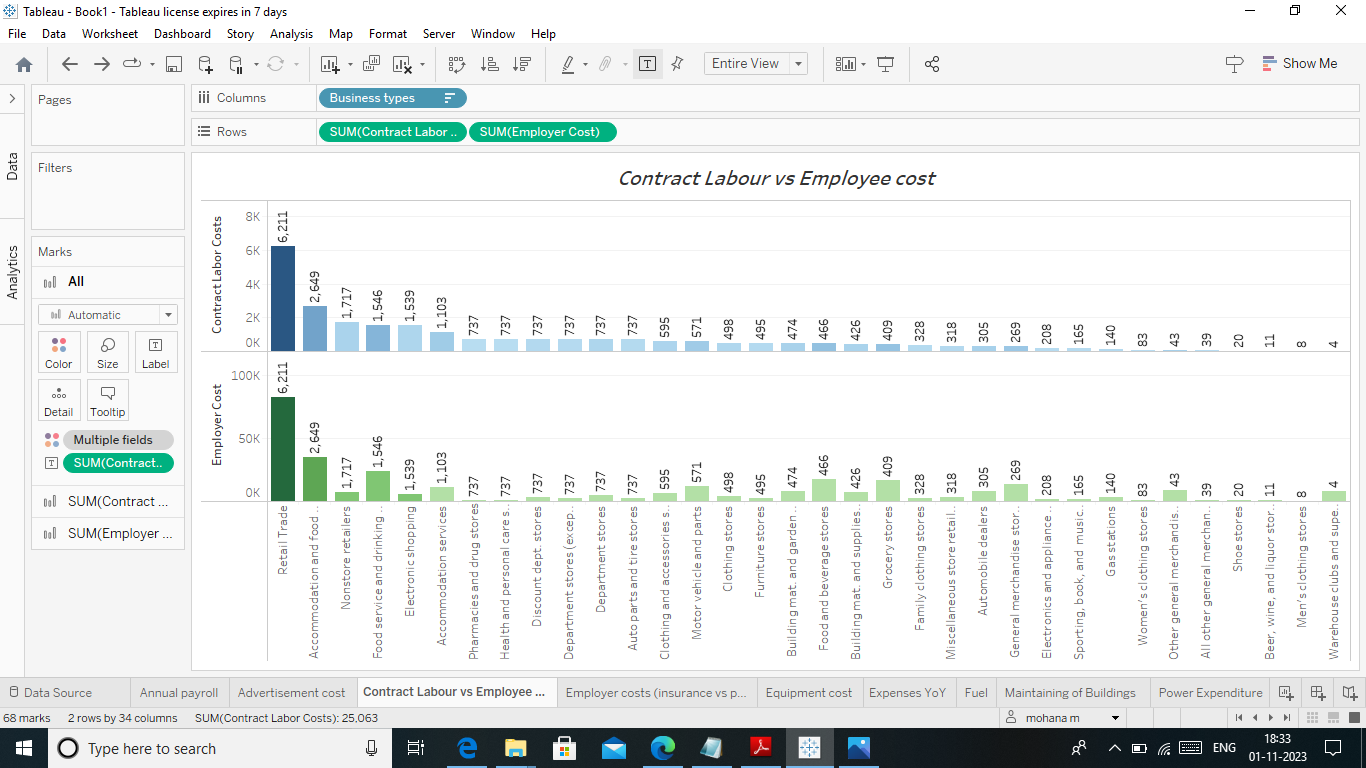 Tableau - Book1 - Tableau license expires in 7 days
File Data Worksheet Dashboard Story Analysis Map Format Server Window Help
Entire View
Show Me
Pages
Columns
Business types
Rows
SUM(Contract Labor ..
SUM(Employer Cost)
Data
Analytics
Filters
Marks
All
Automatic
Color
Size
Label
Detail
Tooltip
Multiple fields
SUM(Contract..
SUM(Contract ...
SUM(Employer ...
Contract Labour vs Employee cost
Contract Labor Costs
8K
6K
4K
2K
0K
6,211
2,649
1,717
1,546
1,539
1,103
737
737
737
737
737
737
595
571
498
495
474
466
426
409
328
318
305
269
208
165
140
83
43
39
20
11
8
4
Employer Cost
100K
50K
0K
6,211
2,649
1,717
1,546
1,539
1,103
737
737
737
737
737
737
595
571
498
495
474
466
426
409
328
318
305
269
208
165
140
83
43
39
20
11
8
4
Retail Trade
Accommodation and food ..
Nonstore retailers
Food service and drinking ..
Electronic shopping
Accommodation services
Pharmacies and drug stores
Health and personal care s..
Discount dept. stores
Department stores (excep..
Department stores
Auto parts and tire stores
Clothing and accessories s..
Motor vehicle and parts
Clothing stores
Furniture stores
Building mat. and garden ..
Food and beverage stores
Building mat. and supplies..
Grocery stores
Family clothing stores
Miscellaneous store retail..
Automobile dealers
General merchandise stor..
Electronics and appliance..
Sporting, book, and music..
Gas stations
Women's clothing stores
Other general merchandis..
All other general merchan..
Shoe stores
Beer, wine, and liquor stor..
Men's clothing stores
Warehouse clubs and supe..
Data Source
Annual payroll
Advertisement cost
Contract Labour vs Employee ...
Employer costs (insurance vs p...
Equipment cost
Expenses YoY
Fuel
Maintaining of Buildings
Power Expenditure
68 marks
2 rows by 34 columns
SUM(Contract Labor Costs): 25,063
mohana m
Type here to search
ENG
18:33
01-11-2023